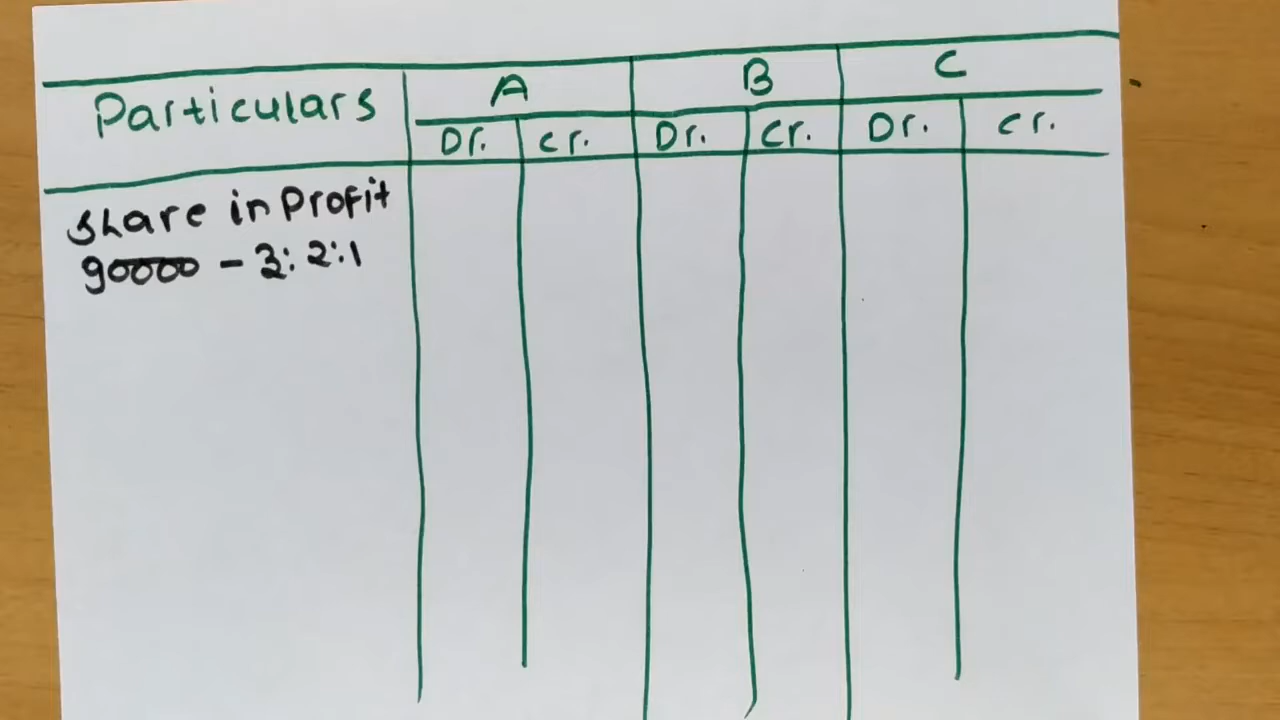 Particulars A B C
Dr. Cr. Dr. Cr. Dr. Cr.
Share in Profit
90000 - 3:2:1